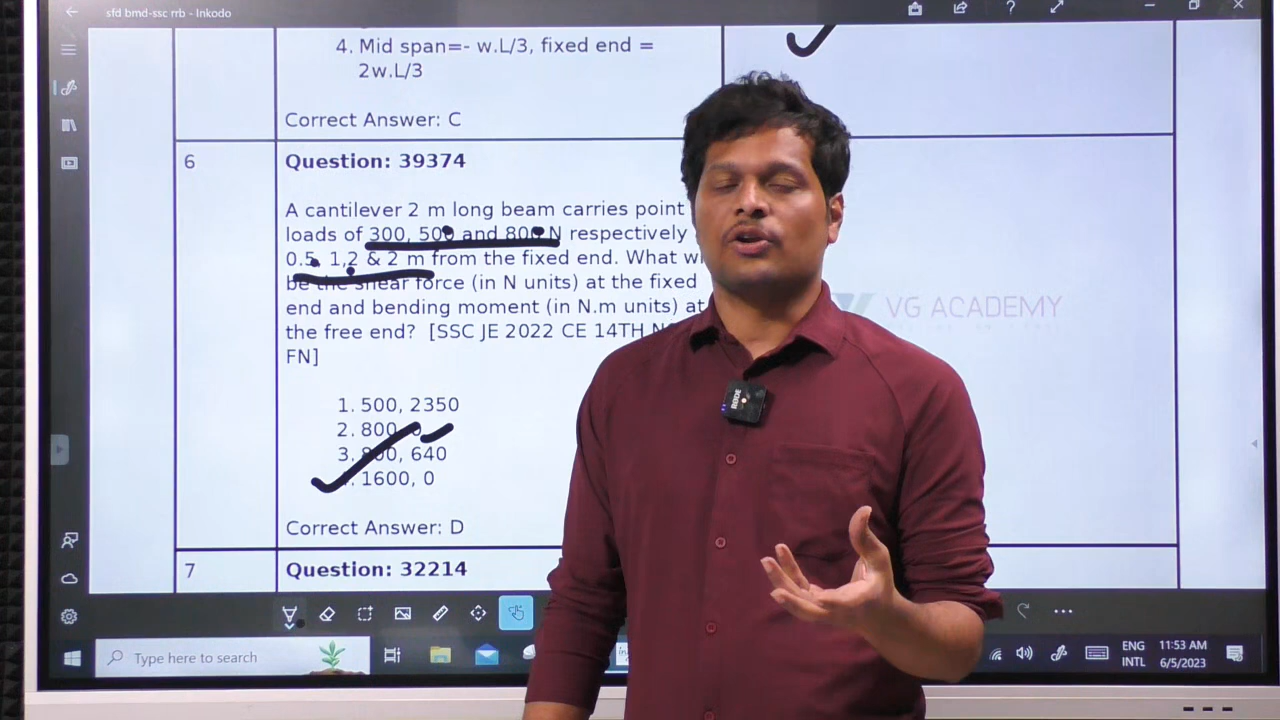 sfd bmd-ssc rrb - Inkodo
4. Mid span=- w.L/3, fixed end =
2w.L/3
Correct Answer: C
6
Question: 39374
A cantilever 2 m long beam carries point
loads of 300, 500 and 800 N respectively
0.5, 1,2 & 2 m from the fixed end. What
be the shear force (in N units) at the fixed
end and bending moment (in N.m units) at
the free end? [SSC JE 2022 CE 14TH
FN]
1. 500, 2350
2. 800, 0
3. 800, 640
1600, 0
Correct Answer: D
7
Question: 32214
VG ACADEMY
RØDE
Type here to search
ENG
INTL
11:53 AM
6/5/2023